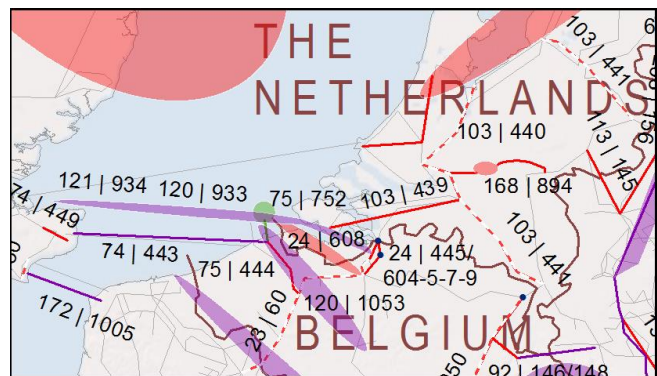 THE
NETHERLANDS
103 | 441
103 | 440
113 | 145
156
168 | 894
121 | 934
120 | 933
75 | 752
103 | 439
74 | 449
24 | 608
24 | 445/
604-5-7-9
103 | 441
74 | 443
75 | 444
120 | 1053
172 | 1005
23 | 60
BELGIUM
92 | 146/148